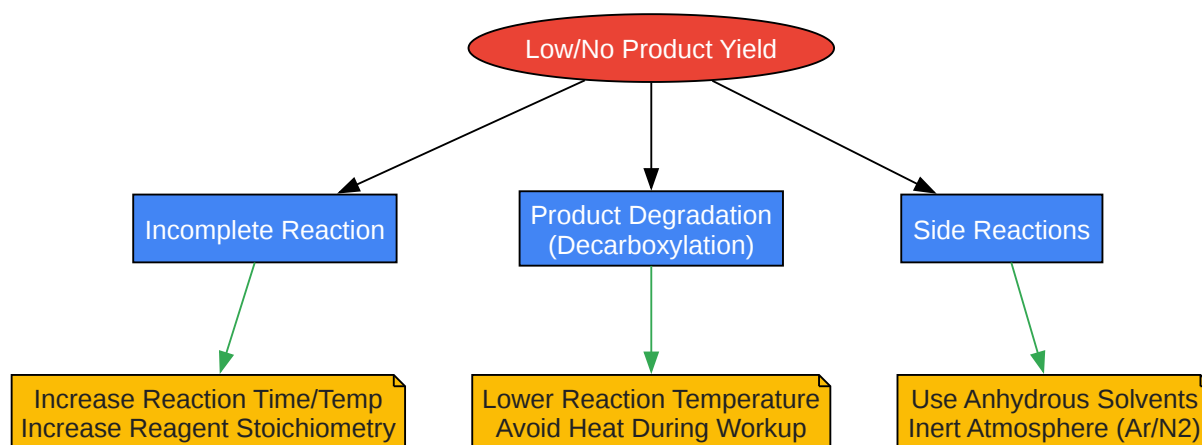 Low/No Product Yield
Incomplete Reaction
Product Degradation
(Decarboxylation)
Side Reactions
Increase Reaction Time/Temp
Increase Reagent Stoichiometry
Lower Reaction Temperature
Avoid Heat During Workup
Use Anhydrous Solvents
Inert Atmosphere (Ar/N2)